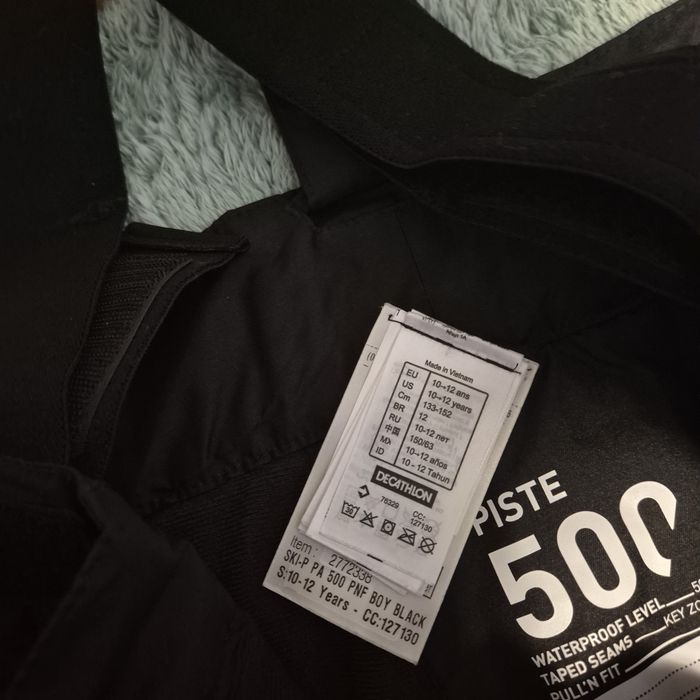 Made in Vietnam
EU 10→12 ans
US 10→12 years
Cm 133-152
BR 12
RU 10-12 лет
中国 150/63
MX 10→12 años
ID 10 - 12 Tahun
DECATHLON
76329 CC:
127130
30
Item: 2772338
SKI-P PA 500 PNF BOY BLACK
S:10-12 Years - CC:127130
PISTE
500
WATERPROOF LEVEL
TAPED SEAMS KEY ZO
PULL'N FIT